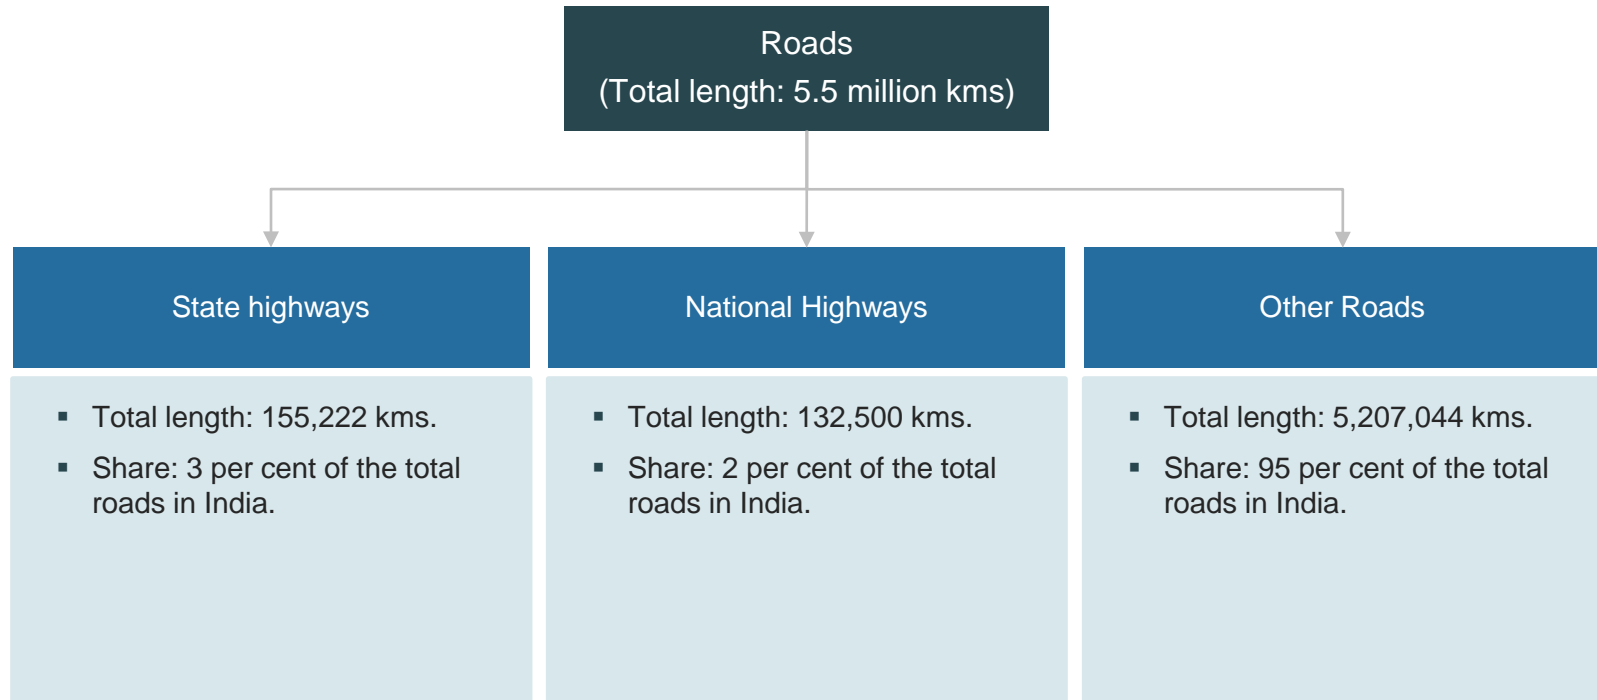 Roads
(Total length: 5.5 million kms)
State highways
National Highways
Other Roads
▪ Total length: 155,222 kms.
▪ Share: 3 per cent of the total
roads in India.
▪ Total length: 132,500 kms.
▪ Share: 2 per cent of the total
roads in India.
▪ Total length: 5,207,044 kms.
▪ Share: 95 per cent of the total
roads in India.